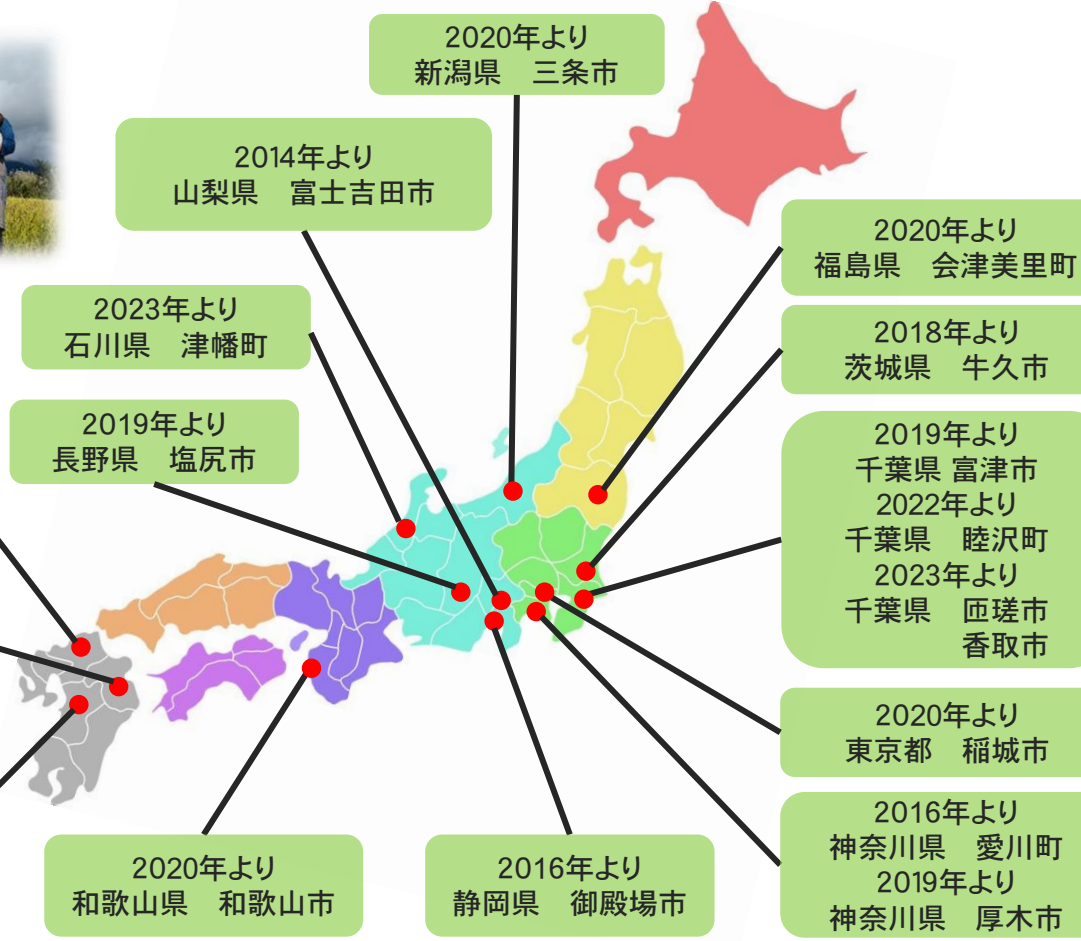 2020年より
新潟県　三条市
2014年より
山梨県　富士吉田市
2020年より
福島県　会津美里町
2023年より
石川県　津幡町
2018年より
茨城県　牛久市
2019年より
長野県　塩尻市
2019年より
千葉県 富津市
2022年より
千葉県　睦沢町
2023年より
千葉県　匝瑳市
香取市
2020年より
東京都　稲城市
2016年より
神奈川県　愛川町
2019年より
神奈川県　厚木市
2020年より
和歌山県　和歌山市
2016年より
静岡県　御殿場市